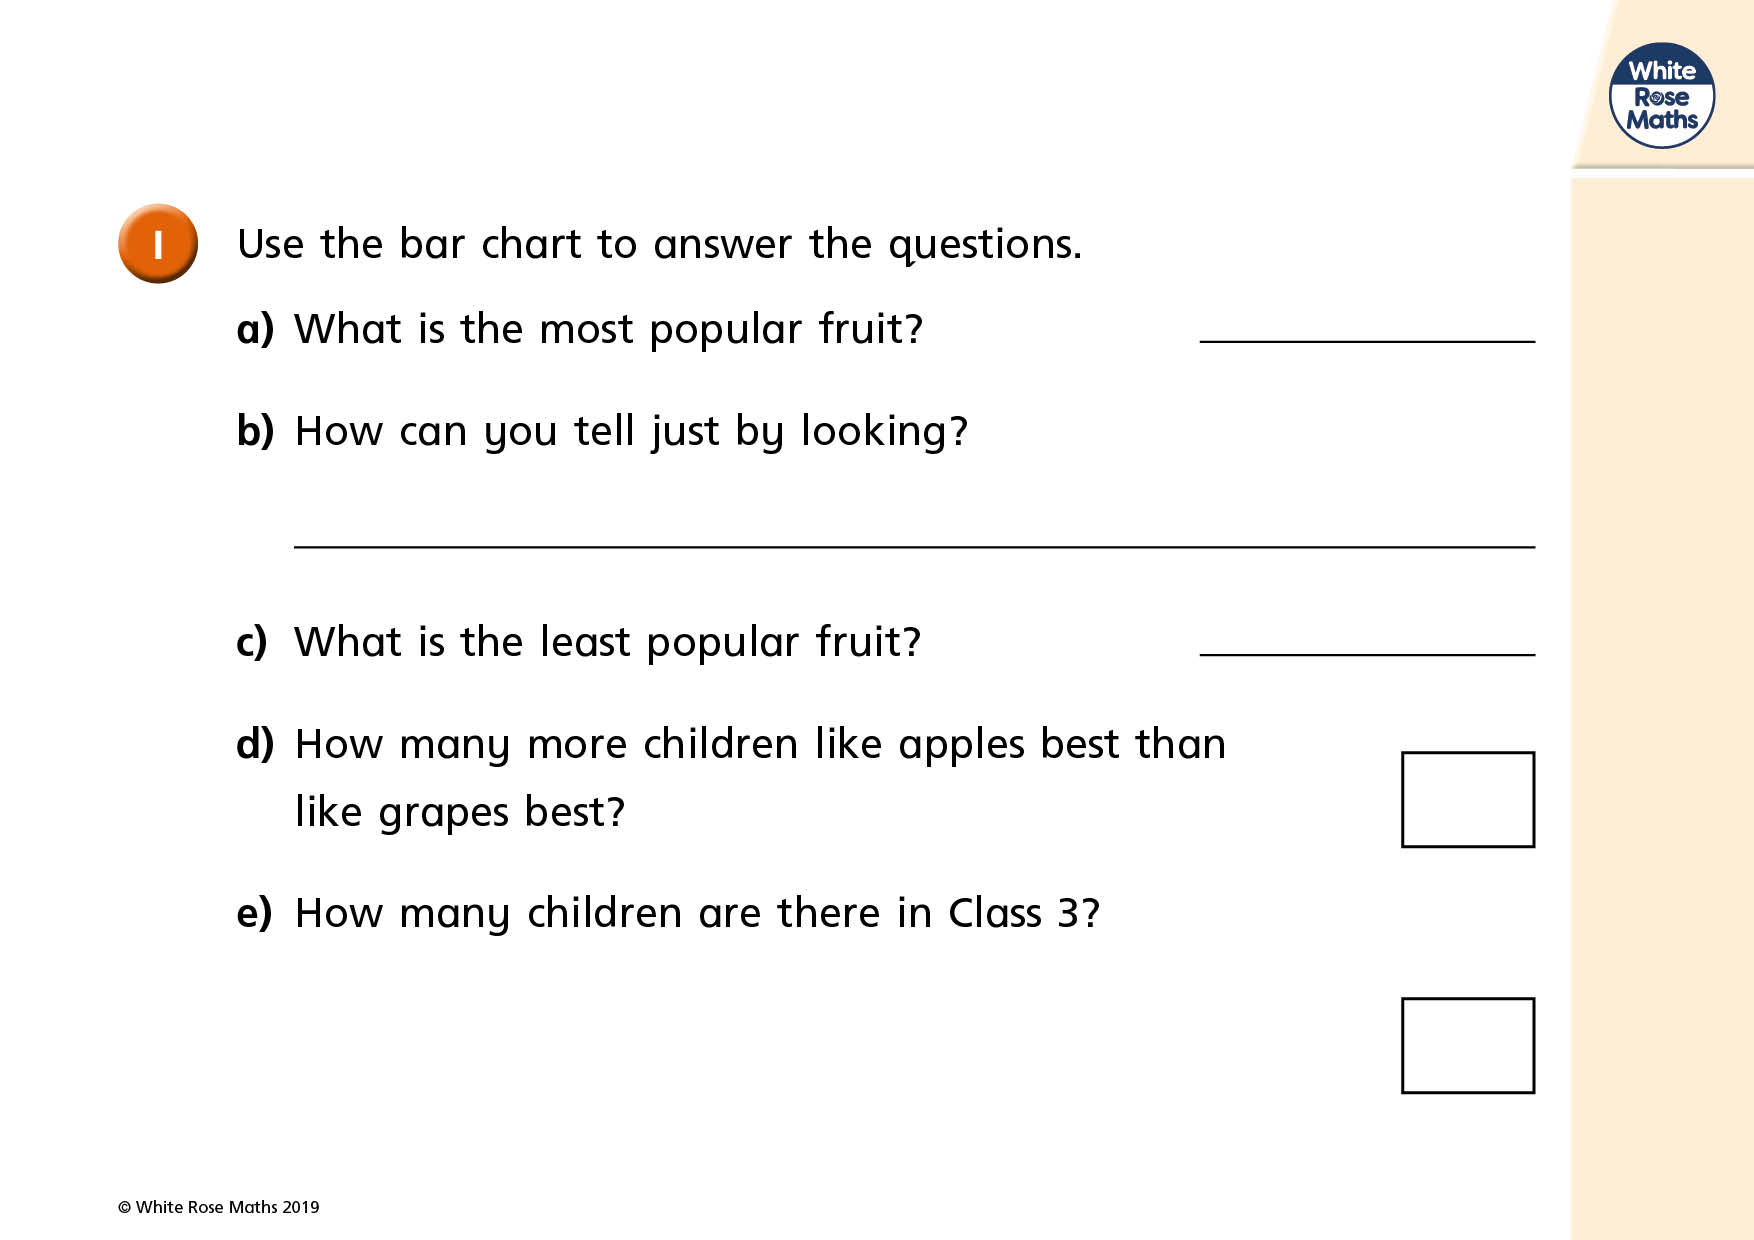 White
Rose
Maths
1 Use the bar chart to answer the questions.
a) What is the most popular fruit?
b) How can you tell just by looking?
c) What is the least popular fruit?
d) How many more children like apples best than
like grapes best?
e) How many children are there in Class 3?
© White Rose Maths 2019